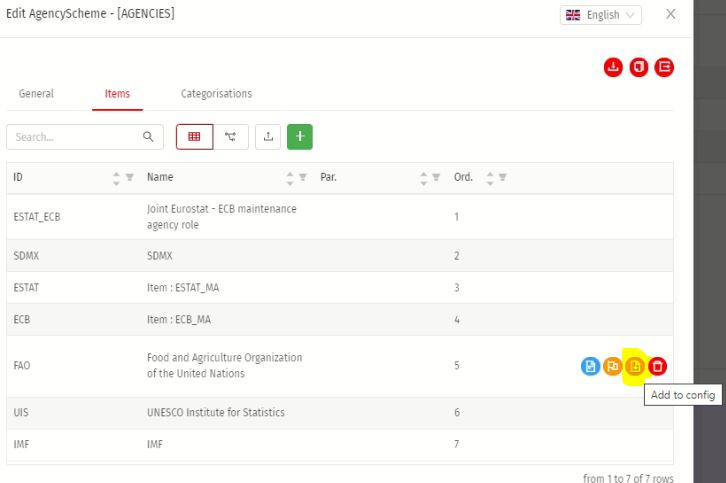 Edit AgencyScheme - [AGENCIES]
English
General
Items
Categorisations
Search...
ID
Name
Par.
Ord.
ESTAT_ECB
Joint Eurostat - ECB maintenance
agency role
1
SDMX
SDMX
2
ESTAT
Item : ESTAT_MA
3
ECB
Item : ECB_MA
4
FAO
Food and Agriculture Organization
of the United Nations
5
Add to config
UIS
UNESCO Institute for Statistics
6
IMF
IMF
7
from 1 to 7 of 7 rows